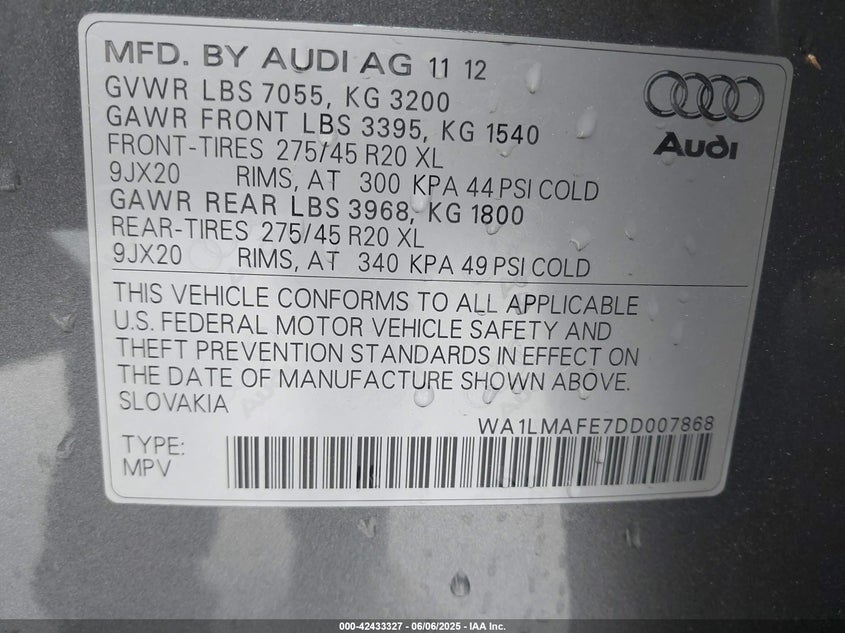 MFD. BY AUDI AG 11 12
GVWR LBS 7055, KG 3200
GAWR FRONT LBS 3395, KG 1540
FRONT-TIRES 275/45 R20 XL
9JX20 RIMS, AT 300 KPA 44 PSI COLD
GAWR REAR LBS 3968, KG 1800
REAR-TIRES 275/45 R20 XL
9JX20 RIMS, AT 340 KPA 49 PSI COLD
Audi
THIS VEHICLE CONFORMS TO ALL APPLICABLE
U.S. FEDERAL MOTOR VEHICLE SAFETY AND
THEFT PREVENTION STANDARDS IN EFFECT ON
THE DATE OF MANUFACTURE SHOWN ABOVE.
SLOVAKIA
WA1LMAFE7DD007868
TYPE:
MPV
000-42433327 - 06/06/2025 - IAA Inc.